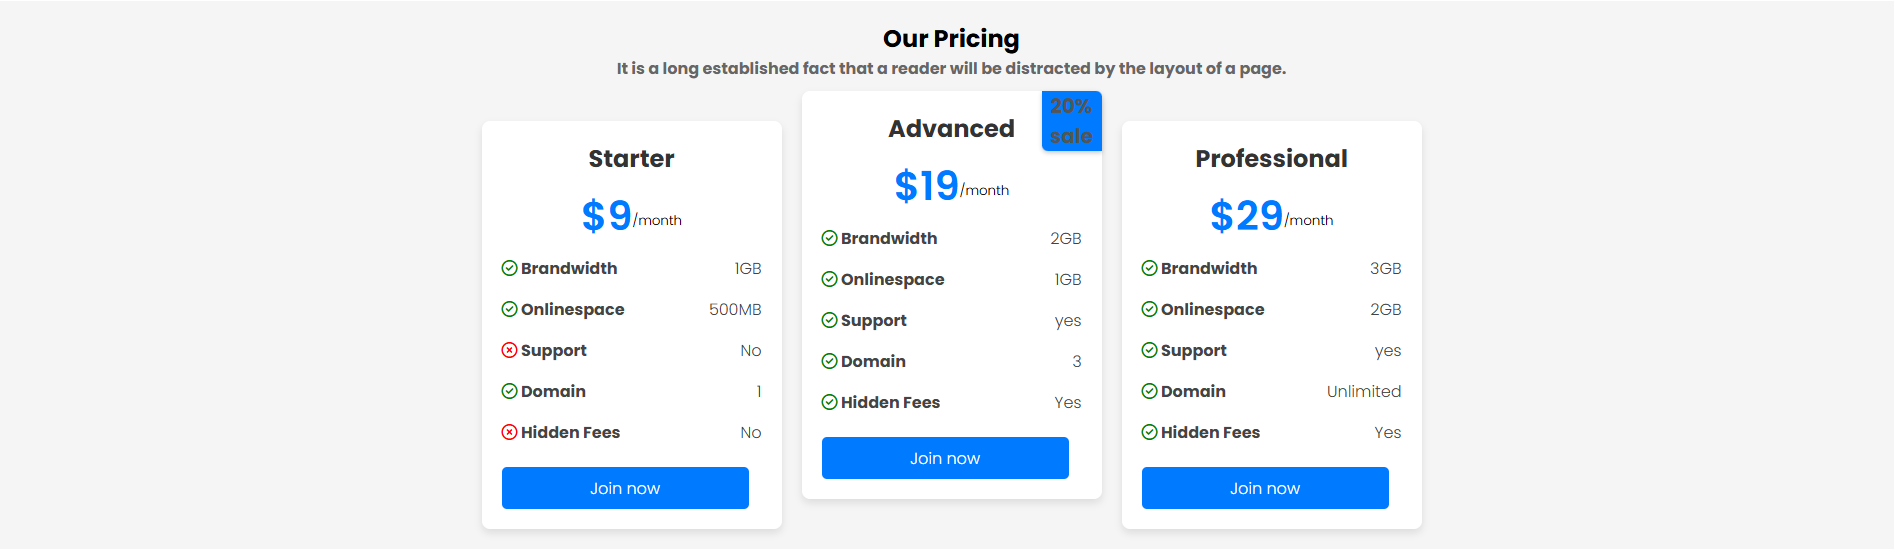 Our Pricing
It is a long established fact that a reader will be distracted by the layout of a page.
Starter
$9/month
Brandwidth 1GB
Onlinespace 500MB
Support No
Domain 1
Hidden Fees No
Join now
Advanced
20%
sale
$19/month
Brandwidth 2GB
Onlinespace 1GB
Support yes
Domain 3
Hidden Fees Yes
Join now
Professional
$29/month
Brandwidth 3GB
Onlinespace 2GB
Support yes
Domain Unlimited
Hidden Fees Yes
Join now